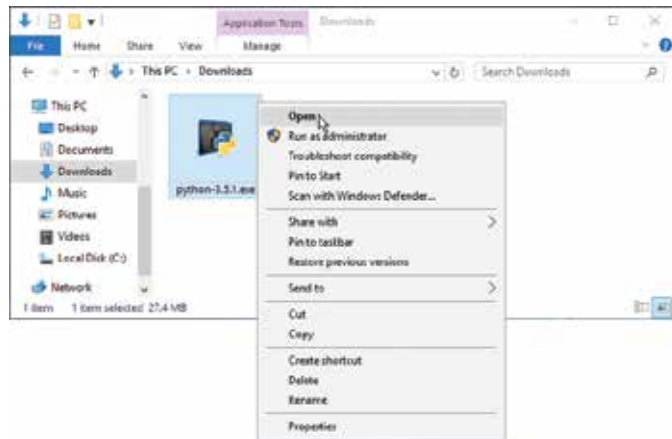 Application Tools Downloads
File Home Share View Manage
This PC › Downloads
Search Downloads
This PC
Desktop
Documents
Downloads
Music
Pictures
Videos
Local Disk (C:)
Network
python-3.5.1.exe
1 item 1 item selected 27.4 MB
Open
Run as administrator
Troubleshoot compatibility
Pin to Start
Scan with Windows Defender...
Share with
Pin to taskbar
Restore previous versions
Send to
Cut
Copy
Create shortcut
Delete
Rename
Properties